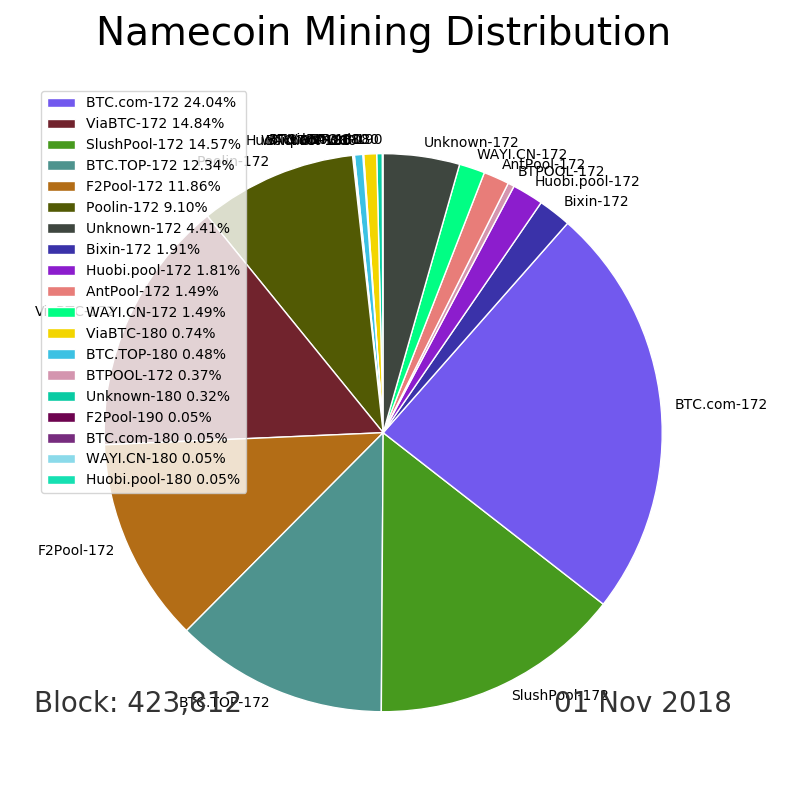 Namecoin Mining Distribution
BTC.com-172 24.04%
ViaBTC-172 14.84%
SlushPool-172 14.57%
BTC.TOP-172 12.34%
F2Pool-172 11.86%
Poolin-172 9.10%
Unknown-172 4.41%
Bixin-172 1.91%
Huobi.pool-172 1.81%
AntPool-172 1.49%
WAYI.CN-172 1.49%
ViaBTC-180 0.74%
BTC.TOP-180 0.48%
BTPOOL-172 0.37%
Unknown-180 0.32%
F2Pool-190 0.05%
BTC.com-180 0.05%
WAYI.CN-180 0.05%
Huobi.pool-180 0.05%
Unknown-172
WAYI.CN-172
AntPool-172
BTPOOL-172
Huobi.pool-172
Bixin-172
Poolin-172
BTC.com-172
F2Pool-172
SlushPool-172
BTC.TOP-172
Block: 423,812
01 Nov 2018